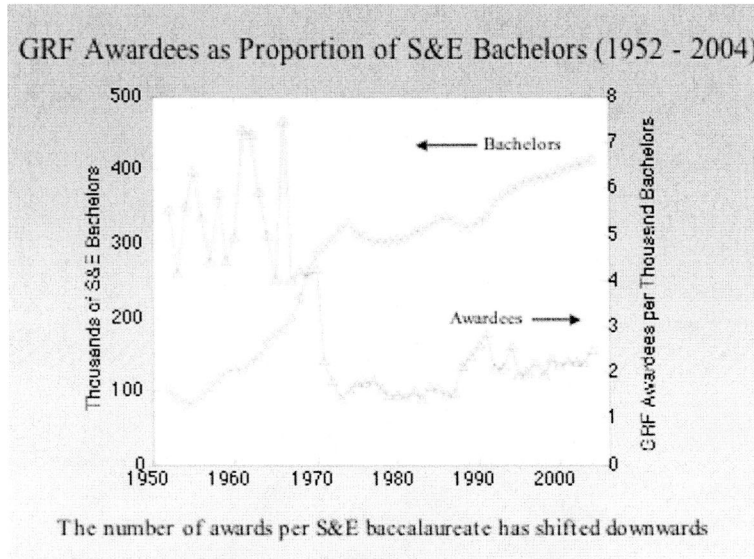 GRF Awardees as Proportion of S&E Bachelors (1952 - 2004)
500
400
300
200
100
0
Thousands of S&E Bachelors
8
7
6
5
4
3
2
1
0
GRF Awardees per Thousand Bachelors
Bachelors
Awardees
1950 1960 1970 1980 1990 2000
The number of awards per S&E baccalaureate has shifted downwards